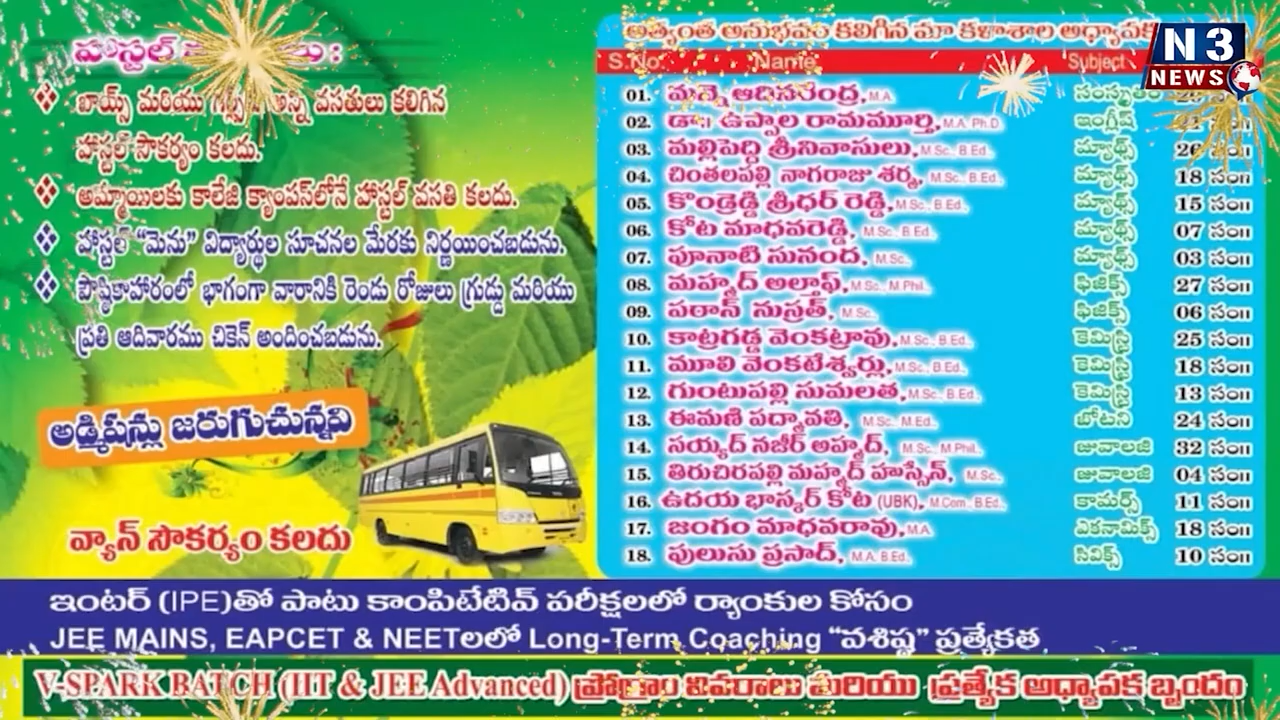 హాస్టల్
❖ బాయ్స్ మరియు గర్ల్స్‌కి అన్ని వసతులు కలిగిన
హాస్టల్ సౌకర్యం కలదు.
❖ అమ్మాయిలకు కాలేజి క్యాంపస్‌లోనే హాస్టల్ వసతి కలదు.
❖ హాస్టల్ “మెను” విద్యార్థుల సూచనల మేరకు నిర్ణయించబడును.
❖ పౌష్టికాహారంలో భాగంగా వారానికి రెండు రోజులు గ్రుడ్డు మరియు
ప్రతి ఆదివారము చికెన్ అందించబడును.
అడ్మిషన్లు జరుగుచున్నవి
వ్యాన్ సౌకర్యం కలదు
అత్యంత అనుభవం కలిగిన మా కళాశాల అధ్యాపక
N3
NEWS
S.No. Name Subject
01. మన్నె ఆదినరేంద్ర, M.A. సంస్కృతం
02. డా॥ ఉప్పాల రామమూర్తి, M.A. Ph.D ఇంగ్లీష్
03. మల్లిపెద్ది శ్రీనివాసులు, M.Sc., B.Ed., మ్యాథ్స్ 26 సం॥
04. చింతలపల్లి నాగరాజు శర్మ, M.Sc., B.Ed., మ్యాథ్స్ 18 సం॥
05. కొండ్రెడ్డి శ్రీధర్ రెడ్డి, M.Sc., B.Ed., మ్యాథ్స్ 15 సం॥
06. కోట మాధవరెడ్డి, M.Sc., B.Ed., మ్యాథ్స్ 07 సం॥
07. పూనాటి సునంద, M.Sc., మ్యాథ్స్ 03 సం॥
08. మహ్మద్ అల్తాఫ్, M.Sc., M.Phil., ఫిజిక్స్ 27 సం॥
09. పఠాన్ నుస్రత్, M.Sc., ఫిజిక్స్ 06 సం॥
10. కాట్రగడ్డ వెంకట్రావు, M.Sc., B.Ed., కెమిస్ట్రి 25 సం॥
11. మూలి వెంకటేశ్వర్లు, M.Sc., B.Ed., కెమిస్ట్రి 18 సం॥
12. గుంటుపల్లి సుమలత, M.Sc., B.Ed., కెమిస్ట్రి 13 సం॥
13. ఈమణి పద్మావతి, M.Sc., M.Ed., బోటని 24 సం॥
14. సయ్యద్ నజీర్ అహ్మద్, M.Sc., M.Phil., జువాలజి 32 సం॥
15. తిరుచిరపల్లి మహ్మద్ హుస్సేన్, M.Sc., జువాలజి 04 సం॥
16. ఉదయ భాస్కర్ కోట (UBK), M.Com., B.Ed., కామర్స్ 11 సం॥
17. జంగం మాధవరావు, M.A. ఎకనామిక్స్ 18 సం॥
18. పులుసు ప్రసాద్, M.A. B.Ed., సివిక్స్ 10 సం॥
ఇంటర్ (IPE)తో పాటు కాంపిటేటివ్ పరీక్షలలో ర్యాంకుల కోసం
JEE MAINS, EAPCET & NEETలలో Long-Term Coaching “వశిష్ట” ప్రత్యేకత
V-SPARK BATCH (IIT & JEE Advanced) ప్రోగ్రాం వివరాలు మరియు ప్రత్యేక అధ్యాపక బృందం